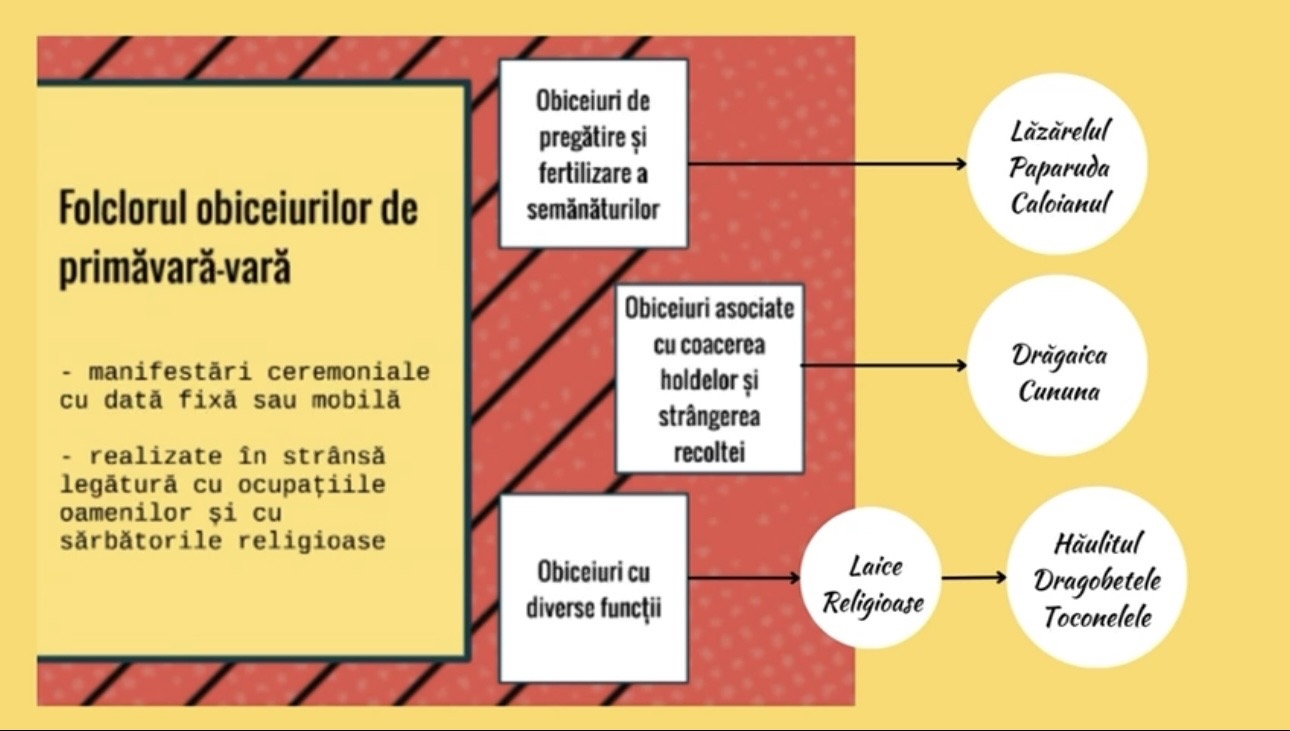 Folclorul obiceiurilor de
primăvară-vară
- manifestări ceremoniale
cu dată fixă sau mobilă
- realizate în strânsă
legătură cu ocupațiile
oamenilor și cu
sărbătorile religioase
Obiceiuri de
pregătire și
fertilizare a
semănăturilor
Lăzărelul
Paparuda
Caloianul
Obiceiuri asociate
cu coacerea
holdelor și
strângerea
recoltei
Drăgaica
Cununa
Obiceiuri cu
diverse funcții
Laice
Religioase
Hăulitul
Dragobetele
Toconelele